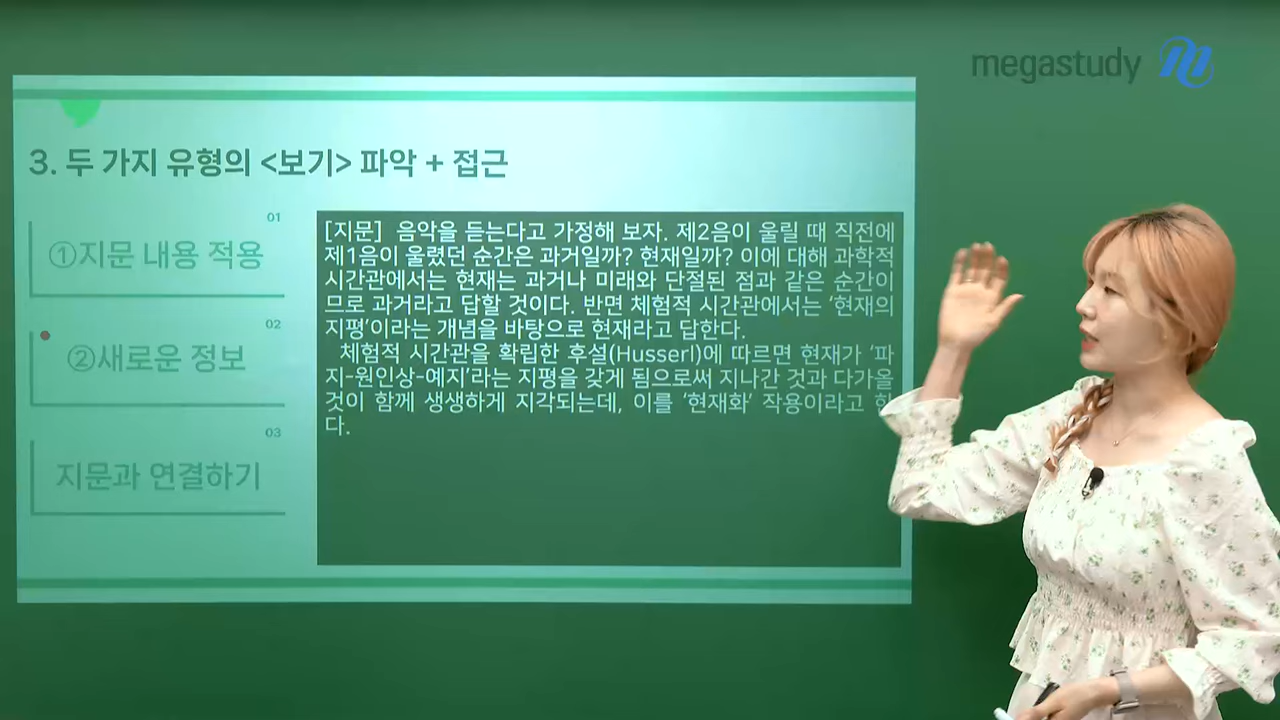 megastudy
3. 두 가지 유형의 <보기> 파악 + 접근
01
①지문 내용 적용
02
②새로운 정보
03
지문과 연결하기
[지문] 음악을 듣는다고 가정해 보자. 제2음이 울릴 때 직전에
제1음이 울렸던 순간은 과거일까? 현재일까? 이에 대해 과학적
시간관에서는 현재는 과거나 미래와 단절된 점과 같은 순간이
므로 과거라고 답할 것이다. 반면 체험적 시간관에서는 ‘현재의
지평’이라는 개념을 바탕으로 현재라고 답한다.
체험적 시간관을 확립한 후설(Husserl)에 따르면 현재가 ‘파
지-원인상-예지’라는 지평을 갖게 됨으로써 지나간 것과 다가올
것이 함께 생생하게 지각되는데, 이를 ‘현재화’ 작용이라고 한
다.